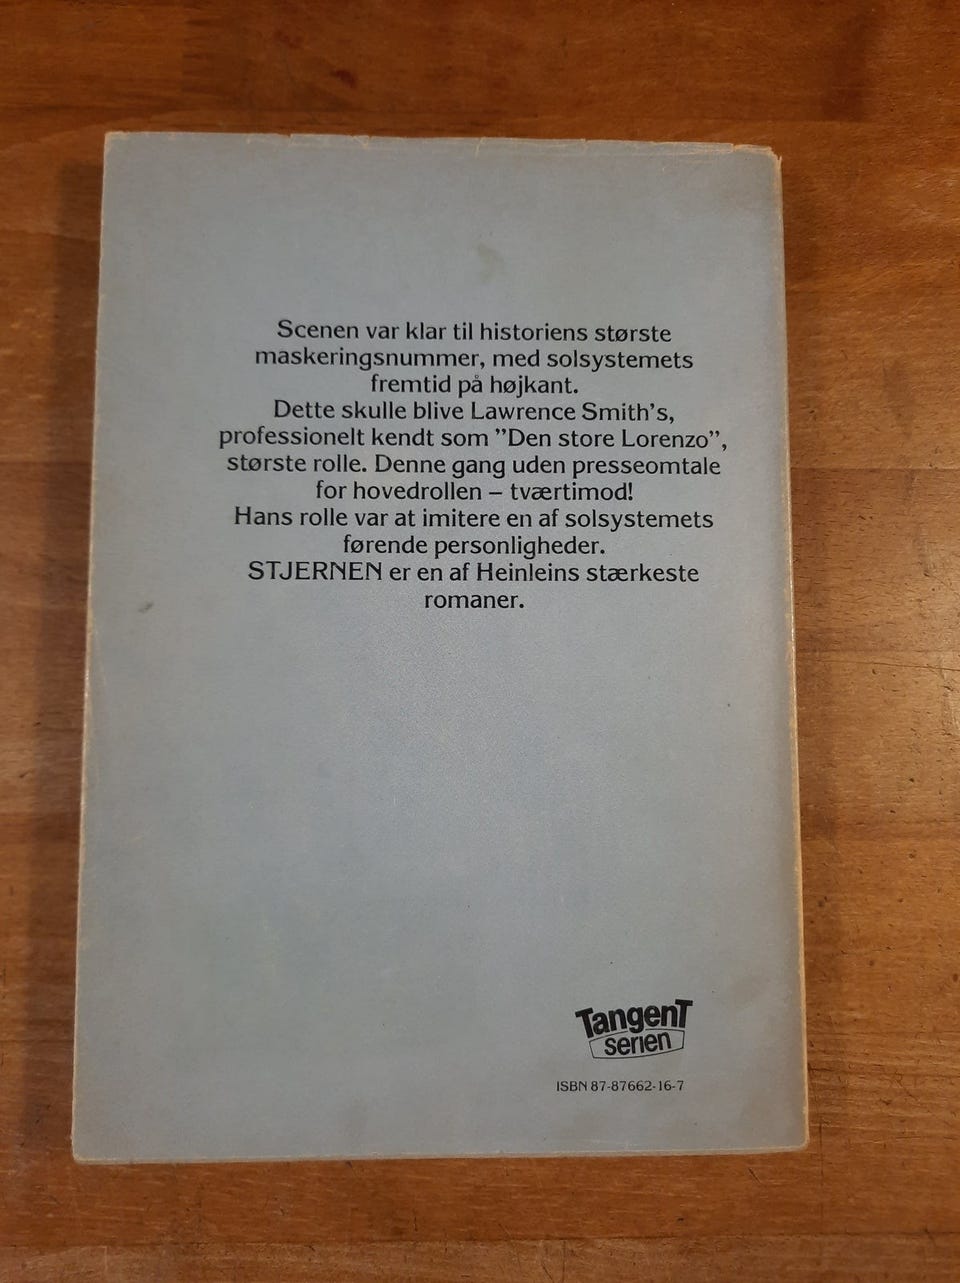 Scenen var klar til historiens største
maskeringsnummer, med solsystemets
fremtid på højkant.
Dette skulle blive Lawrence Smith's,
professionelt kendt som ”Den store Lorenzo”,
største rolle. Denne gang uden presseomtale
for hovedrollen – tværtimod!
Hans rolle var at imitere en af solsystemets
førende personligheder.
STJERNEN er en af Heinleins stærkeste
romaner.
TangenT
serien
ISBN 87-87662-16-7